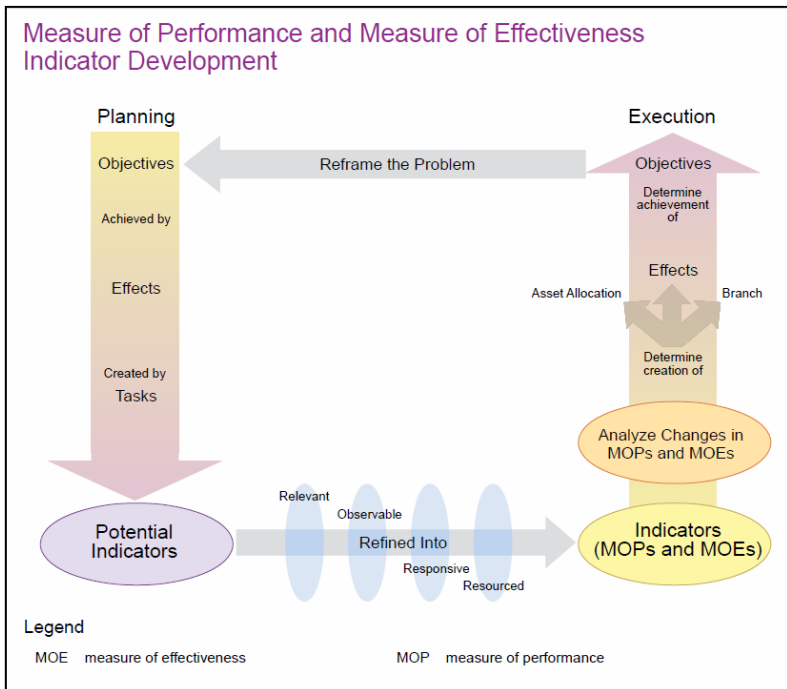 Measure of Performance and Measure of Effectiveness
Indicator Development
Planning
Execution
Objectives
Reframe the Problem
Objectives
Achieved by
Determine
achievement
of
Effects
Effects
Asset Allocation
Branch
Created by
Tasks
Determine
creation of
Analyze Changes in
MOPs and MOEs
Potential
Indicators
Relevant
Observable
Refined Into
Responsive
Resourced
Indicators
(MOPs and MOEs)
Legend
MOE measure of effectiveness
MOP measure of performance